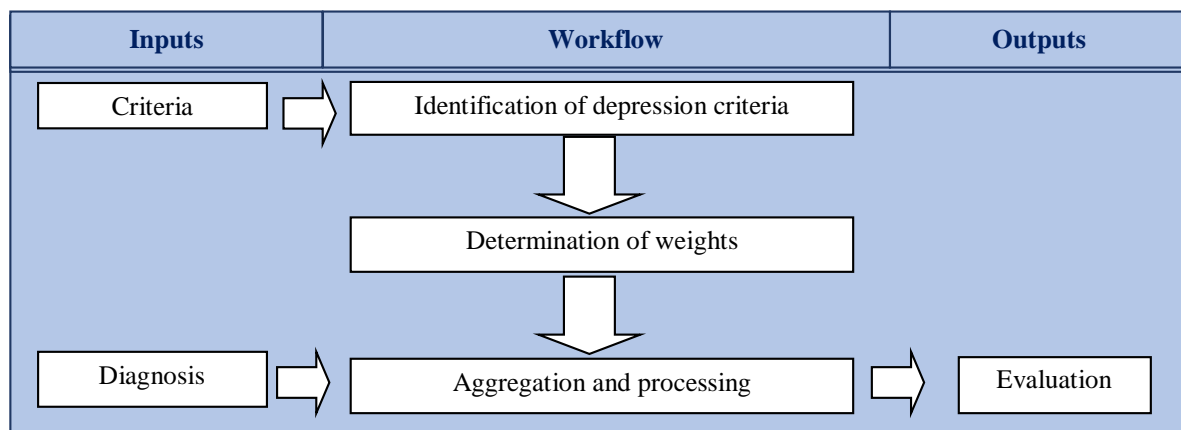 Inputs
Workflow
Outputs
Criteria
Identification of depression criteria
Determination of weights
Diagnosis
Aggregation and processing
Evaluation